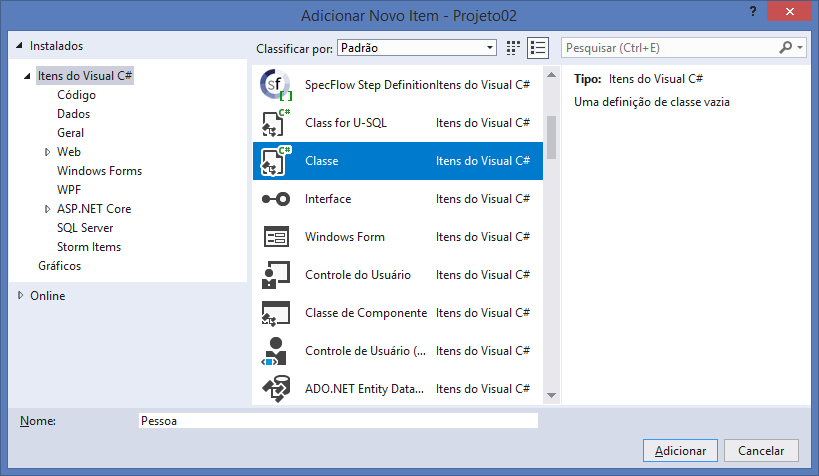 Adicionar Novo Item - Projeto02
?
Instalados
Classificar por: Padrão
Pesquisar (Ctrl+E)
Itens do Visual C#
Código
Dados
Geral
Web
Windows Forms
WPF
ASP.NET Core
SQL Server
Storm Items
Gráficos
Online
SpecFlow Step Definition Itens do Visual C#
Class for U-SQL Itens do Visual C#
Classe Itens do Visual C#
Interface Itens do Visual C#
Windows Form Itens do Visual C#
Controle do Usuário Itens do Visual C#
Classe de Componente Itens do Visual C#
Controle de Usuário (... Itens do Visual C#
ADO.NET Entity Data... Itens do Visual C#
Tipo: Itens do Visual C#
Uma definição de classe vazia
Nome: Pessoa
Adicionar Cancelar